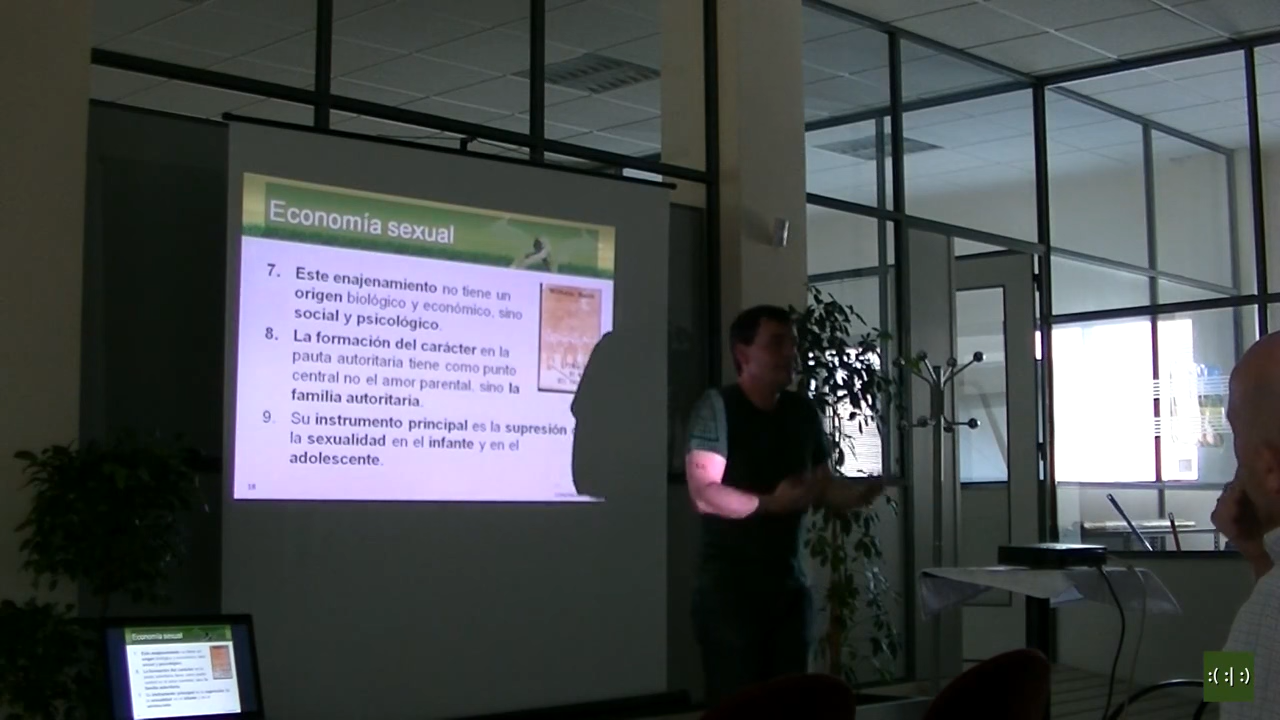 Economía sexual
7. Este enajenamiento no tiene un
origen biológico y económico, sino
social y psicológico.
8. La formación del carácter en la
pauta autoritaria tiene como punto
central no el amor parental, sino la
familia autoritaria.
9. Su instrumento principal es la supresión
la sexualidad en el infante y en el
adolescente.
18
Economía sexual
:( :| :)